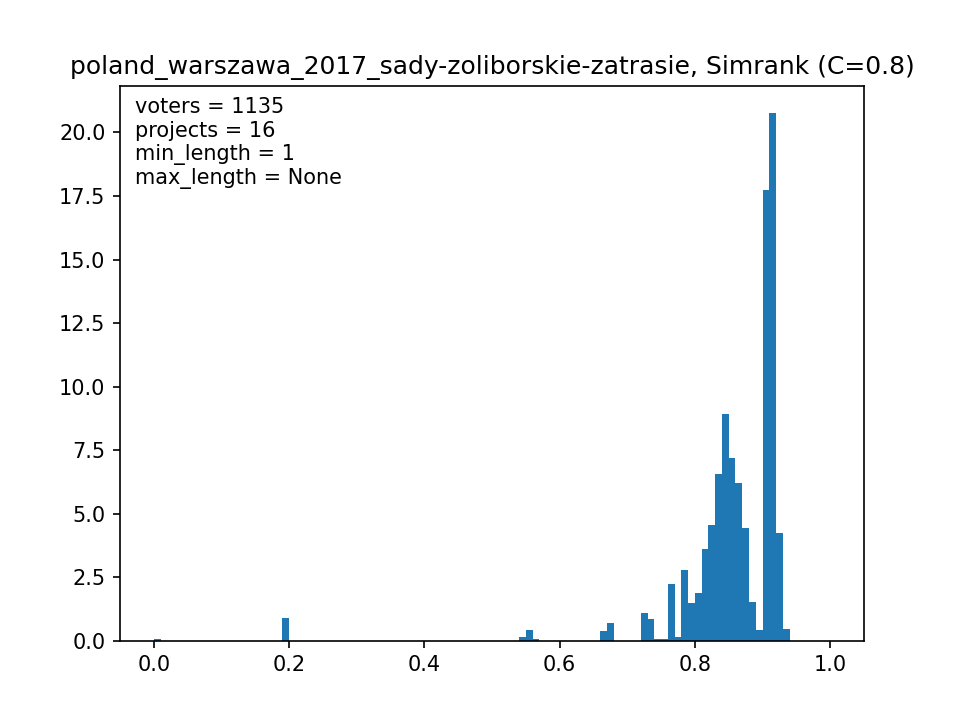 poland_warszawa_2017_sady-zoliborskie-zatrasie, Simrank (C=0.8)
voters = 1135
projects = 16
min_length = 1
max_length = None
20.0
17.5
15.0
12.5
10.0
7.5
5.0
2.5
0.0
0.0 0.2 0.4 0.6 0.8 1.0